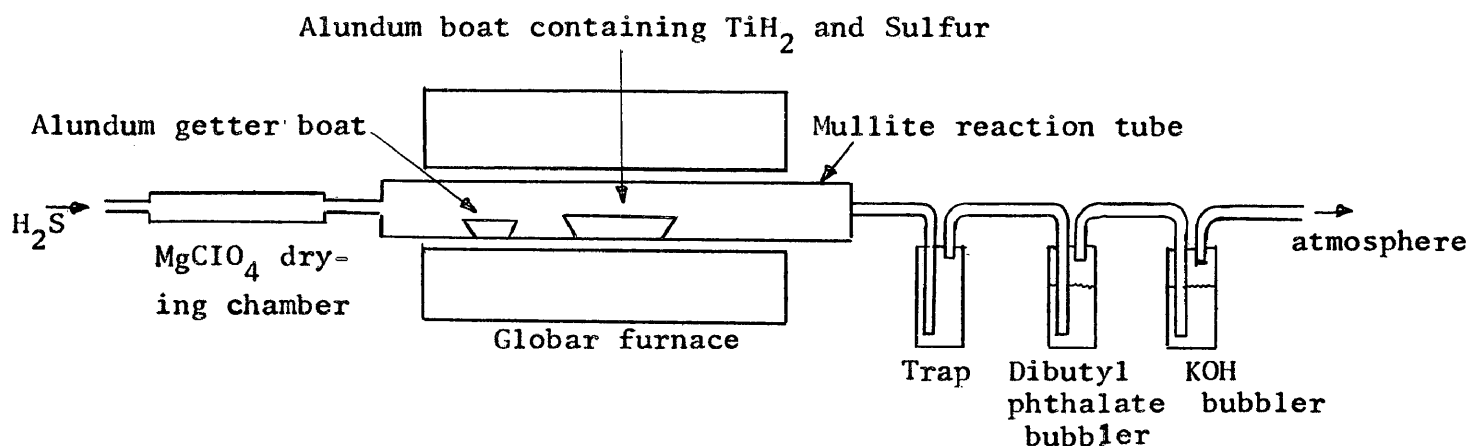 Alundum boat containing TiH₂ and Sulfur
Alundum getter boat
Mullite reaction tube
H₂S
MgClO₄ dry-
ing chamber
Globar furnace
atmosphere
Trap
Dibutyl
phthalate
bubbler
KOH
bubbler